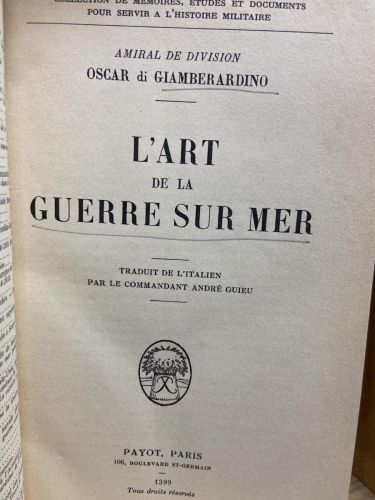 COLLECTION DE MÉMOIRES, ÉTUDES ET DOCUMENTS
POUR SERVIR A L'HISTOIRE MILITAIRE
AMIRAL DE DIVISION
OSCAR di GIAMBERARDINO
L'ART
DE LA
GUERRE SUR MER
TRADUIT DE L'ITALIEN
PAR LE COMMANDANT ANDRÉ GUIEU
PAYOT, PARIS
106, BOULEVARD ST-GERMAIN
1399
Tous droits réservés